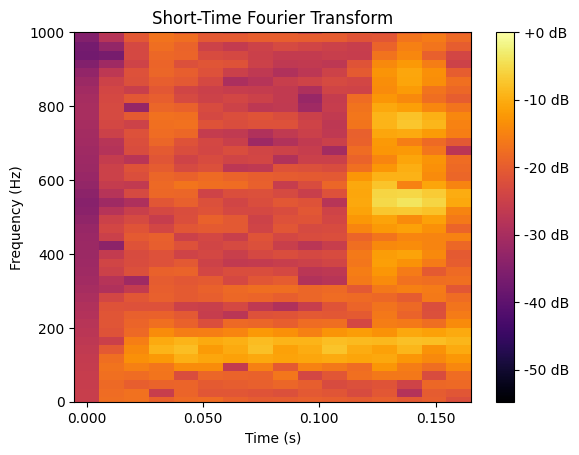 Short-Time Fourier Transform
1000
800
600
400
200
0
Frequency (Hz)
0.000
0.050
0.100
0.150
Time (s)
+0 dB
-10 dB
-20 dB
-30 dB
-40 dB
-50 dB